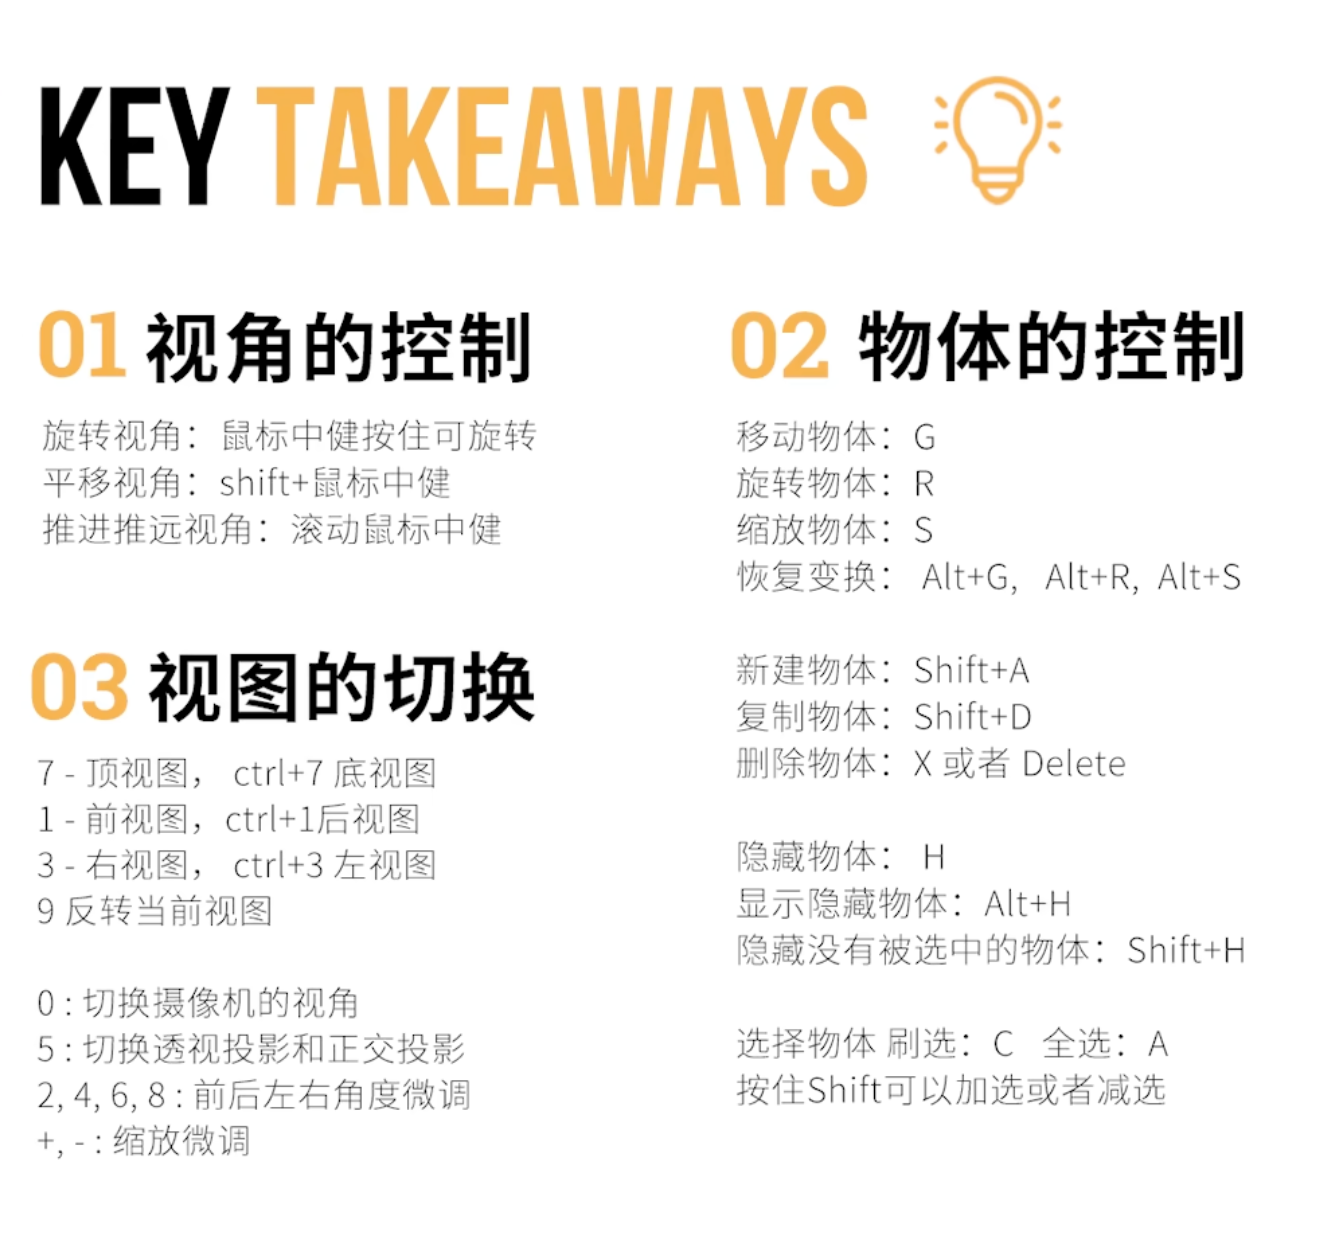 KEY TAKEAWAYS
01 视角的控制
旋转视角：鼠标中健按住可旋转
平移视角：shift+鼠标中健
推进推远视角：滚动鼠标中健
02 物体的控制
移动物体：G
旋转物体：R
缩放物体：S
恢复变换： Alt+G, Alt+R, Alt+S
新建物体：Shift+A
复制物体：Shift+D
删除物体：X 或者 Delete
隐藏物体： H
显示隐藏物体：Alt+H
隐藏没有被选中的物体：Shift+H
选择物体 刷选：C 全选：A
按住Shift可以加选或者减选
03 视图的切换
7 - 顶视图， ctrl+7 底视图
1 - 前视图，ctrl+1后视图
3 - 右视图， ctrl+3 左视图
9 反转当前视图
0 : 切换摄像机的视角
5 : 切换透视投影和正交投影
2, 4, 6, 8 : 前后左右角度微调
+, - : 缩放微调